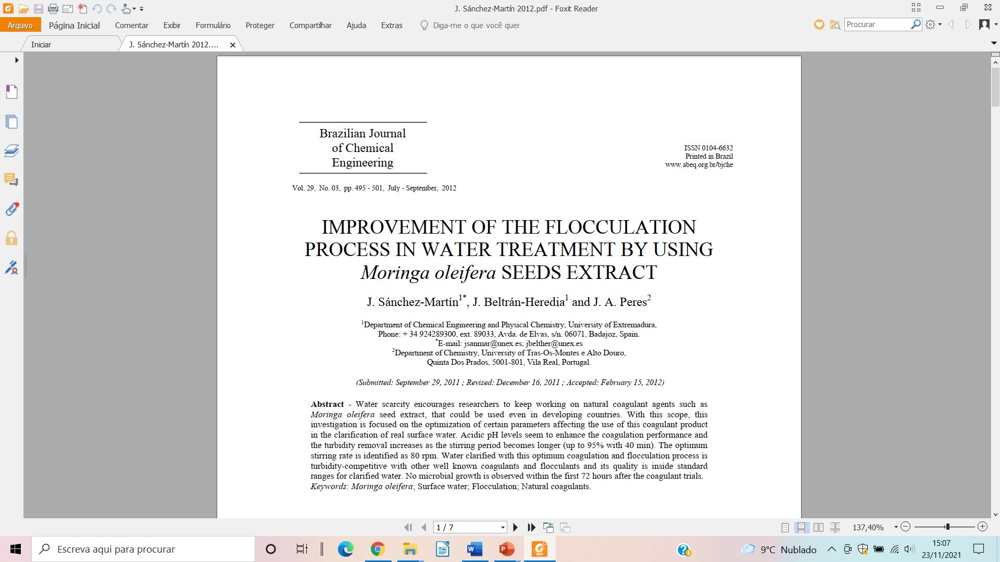 J. Sánchez-Martín 2012.pdf - Foxit Reader
Arquivo Página Inicial Comentar Exibir Formulário Proteger Compartilhar Ajuda Extras Diga-me o que você quer Procurar
Iniciar J. Sánchez-Martín 2012....
Brazilian Journal
of Chemical
Engineering
ISSN 0104-6632
Printed in Brazil
www.abeq.org.br/bjche
Vol. 29, No. 03, pp. 495 - 501, July - September, 2012
IMPROVEMENT OF THE FLOCCULATION
PROCESS IN WATER TREATMENT BY USING
Moringa oleifera SEEDS EXTRACT
J. Sánchez-Martín1*, J. Beltrán-Heredia1 and J. A. Peres2
1Department of Chemical Engineering and Physical Chemistry, University of Extremadura,
Phone: + 34 924289300, ext. 89033, Avda. de Elvas, s/n. 06071, Badajoz, Spain.
*E-mail: jsanmar@unex.es; jbelther@unex.es
2Department of Chemistry, University of Tras-Os-Montes e Alto Douro,
Quinta Dos Prados, 5001-801, Vila Real, Portugal.
(Submitted: September 29, 2011 ; Revised: December 16, 2011 ; Accepted: February 15, 2012)
Abstract - Water scarcity encourages researchers to keep working on natural coagulant agents such as
Moringa oleifera seed extract, that could be used even in developing countries. With this scope, this
investigation is focused on the optimization of certain parameters affecting the use of this coagulant product
in the clarification of real surface water. Acidic pH levels seem to enhance the coagulation performance and
the turbidity removal increases as the stirring period becomes longer (up to 95% with 40 min). The optimum
stirring rate is identified as 80 rpm. Water clarified with this optimum coagulation and flocculation process is
turbidity-competitive with other well known coagulants and flocculants and its quality is inside standard
ranges for clarified water. No microbial growth is observed within the first 72 hours after the coagulant trials.
Keywords: Moringa oleifera; Surface water; Flocculation; Natural coagulants.
1 / 7
137,40%
Escreva aqui para procurar
9°C Nublado
15:07
23/11/2021